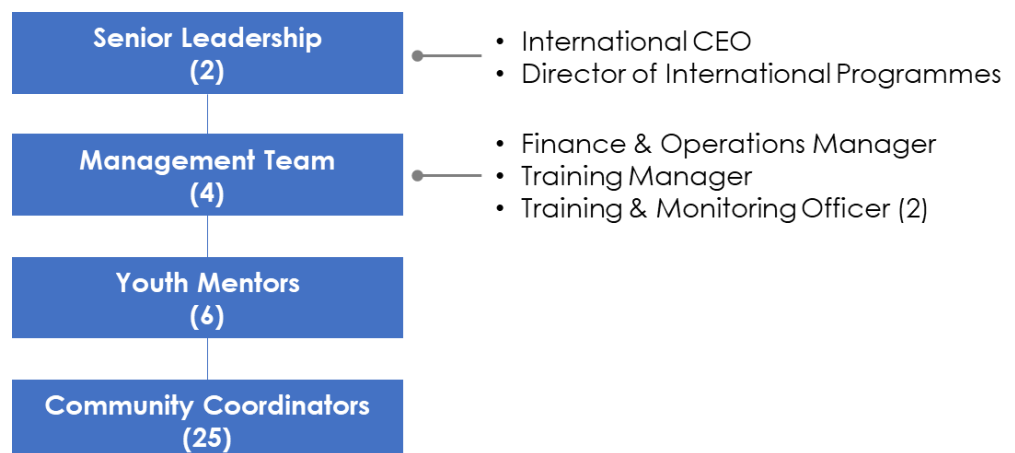 Senior Leadership
(2)
• International CEO
• Director of International Programmes
Management Team
(4)
• Finance & Operations Manager
• Training Manager
• Training & Monitoring Officer (2)
Youth Mentors
(6)
Community Coordinators
(25)